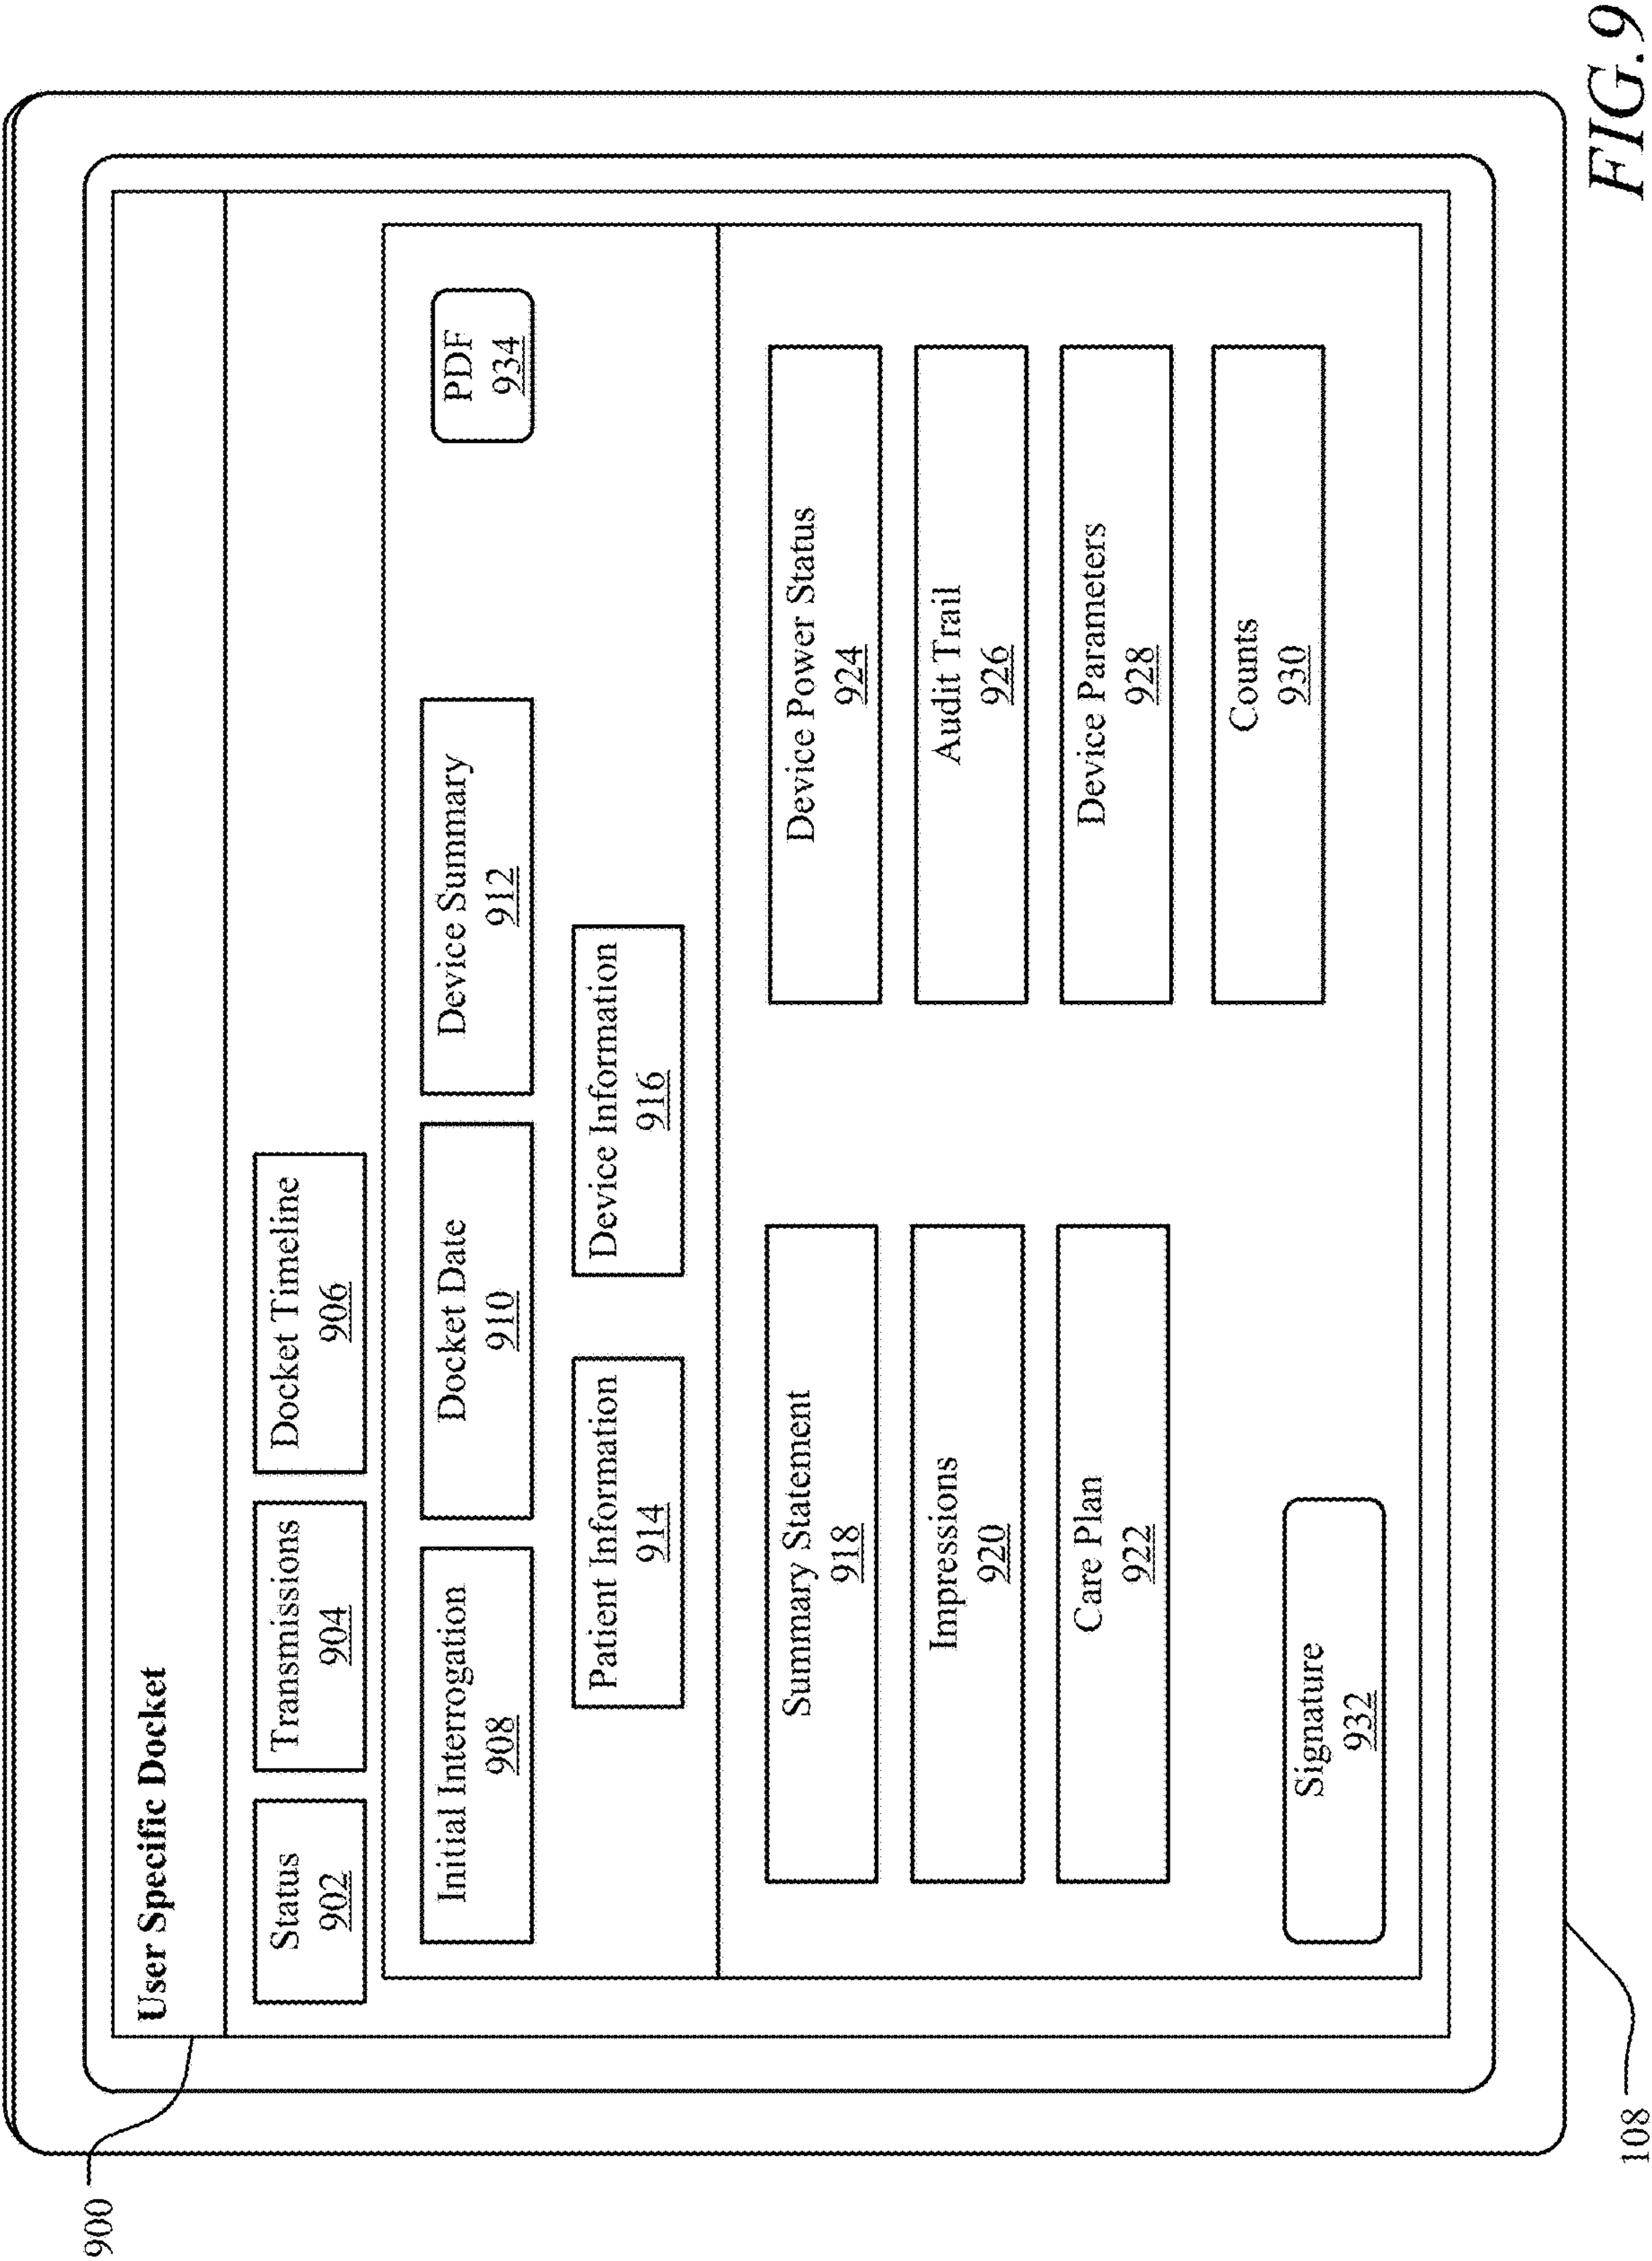 900
User Specific Docket
Status
902
Transmissions
904
Docket Timeline
906
Initial Interrogation
908
Docket Date
910
Device Summary
912
PDF
934
Patient Information
914
Device Information
916
Summary Statement
918
Impressions
920
Care Plan
922
Signature
932
Device Power Status
924
Audit Trail
926
Device Parameters
928
Counts
930
108
FIG.9